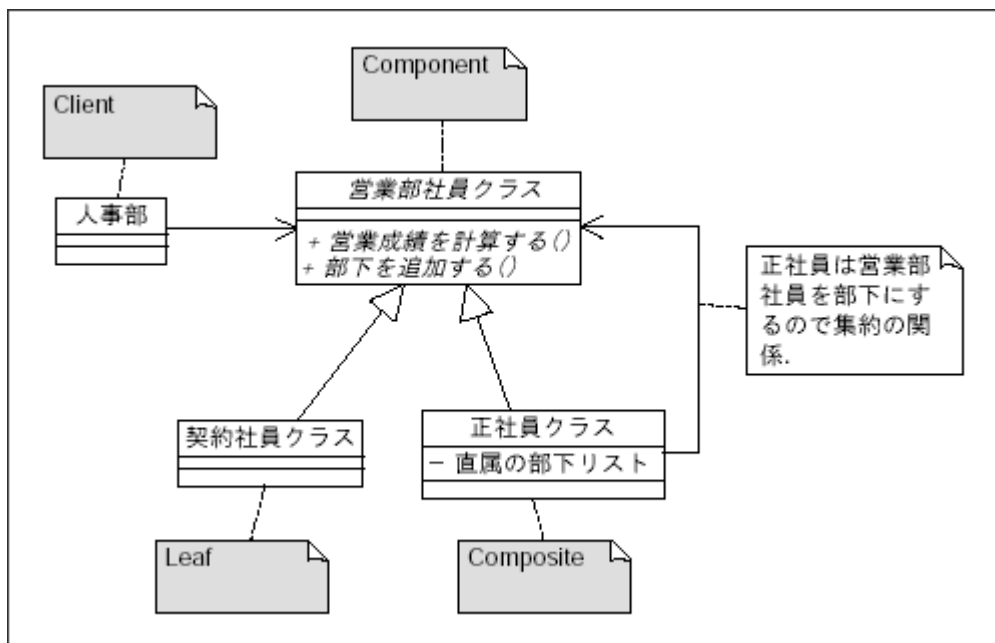 Component
Client
営業部社員クラス
人事部
+ 営業成績を計算する()
+ 部下を追加する()
正社員は営業部
社員を部下にす
るので集約の関
係.
契約社員クラス
正社員クラス
- 直属の部下リスト
Leaf
Composite